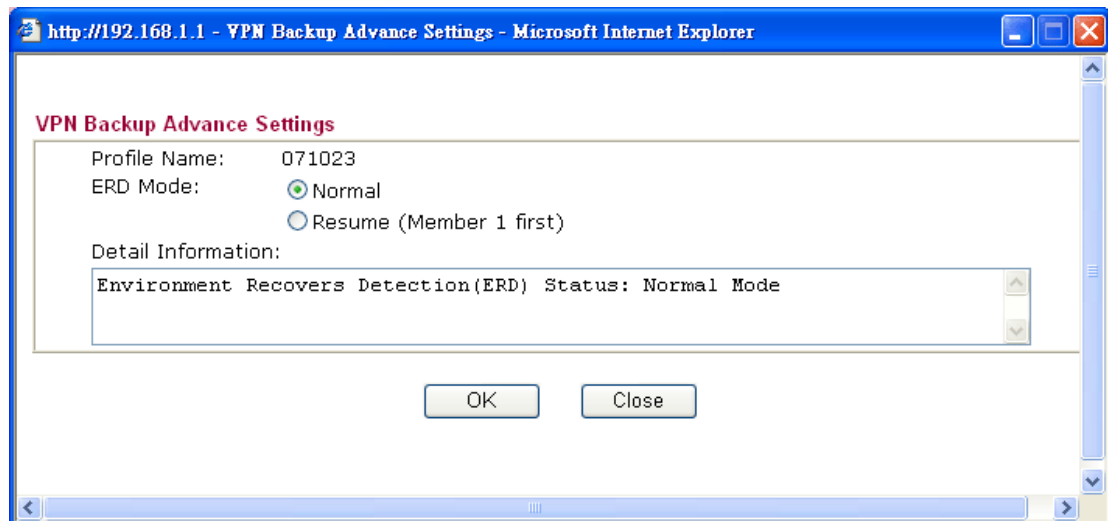 http://192.168.1.1 - VPN Backup Advance Settings - Microsoft Internet Explorer
VPN Backup Advance Settings
Profile Name: 071023
ERD Mode: Normal
Resume (Member 1 first)
Detail Information:
Environment Recovers Detection(ERD) Status: Normal Mode
OK Close